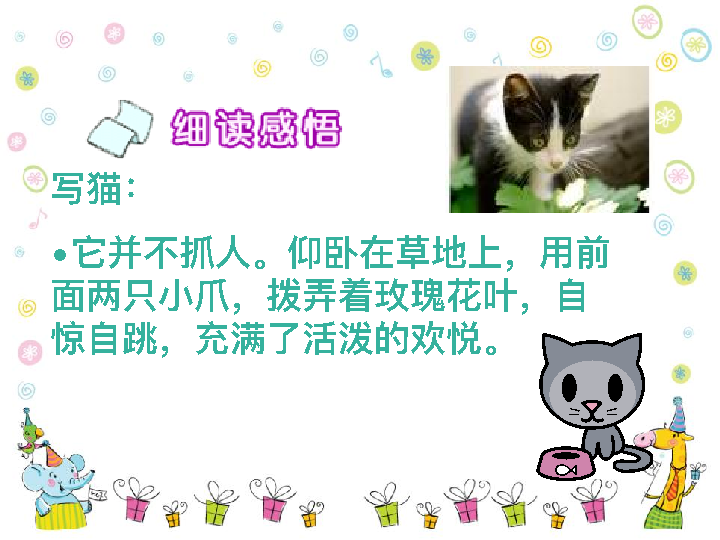 细读感悟
写猫：
•它并不抓人。仰卧在草地上，用前
面两只小爪，拨弄着玫瑰花叶，自
惊自跳，充满了活泼的欢悦。